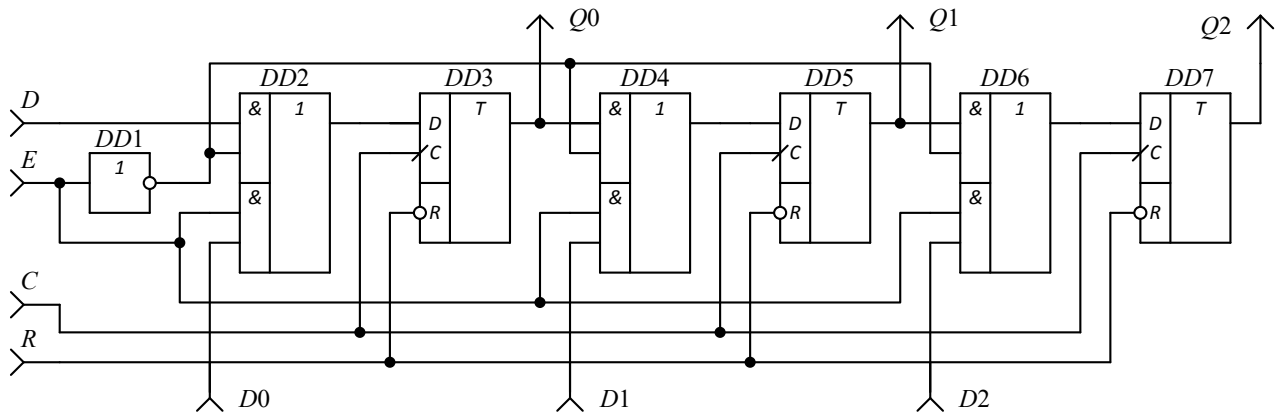 Q0 Q1 Q2
DD2 DD3 DD4 DD5 DD6 DD7
D & 1 D T & 1 D T & 1 D T
DD1
E 1 C C C
& R & R & R
C
R
D0 D1 D2